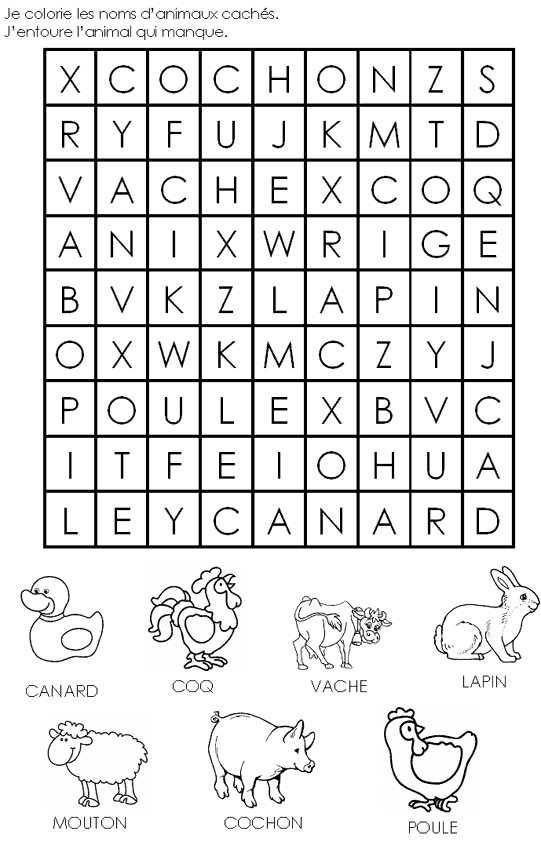 Je colorie les noms d'animaux cachés.
J'entoure l'animal qui manque.
X C O C H O N Z S
R Y F U J K M T D
V A C H E X C O Q
A N I X W R I G E
B V K Z L A P I N
O X W K M C Z Y J
P O U L E X B V C
I T F E I O H U A
L E Y C A N A R D
CANARD COQ VACHE LAPIN
MOUTON COCHON POULE